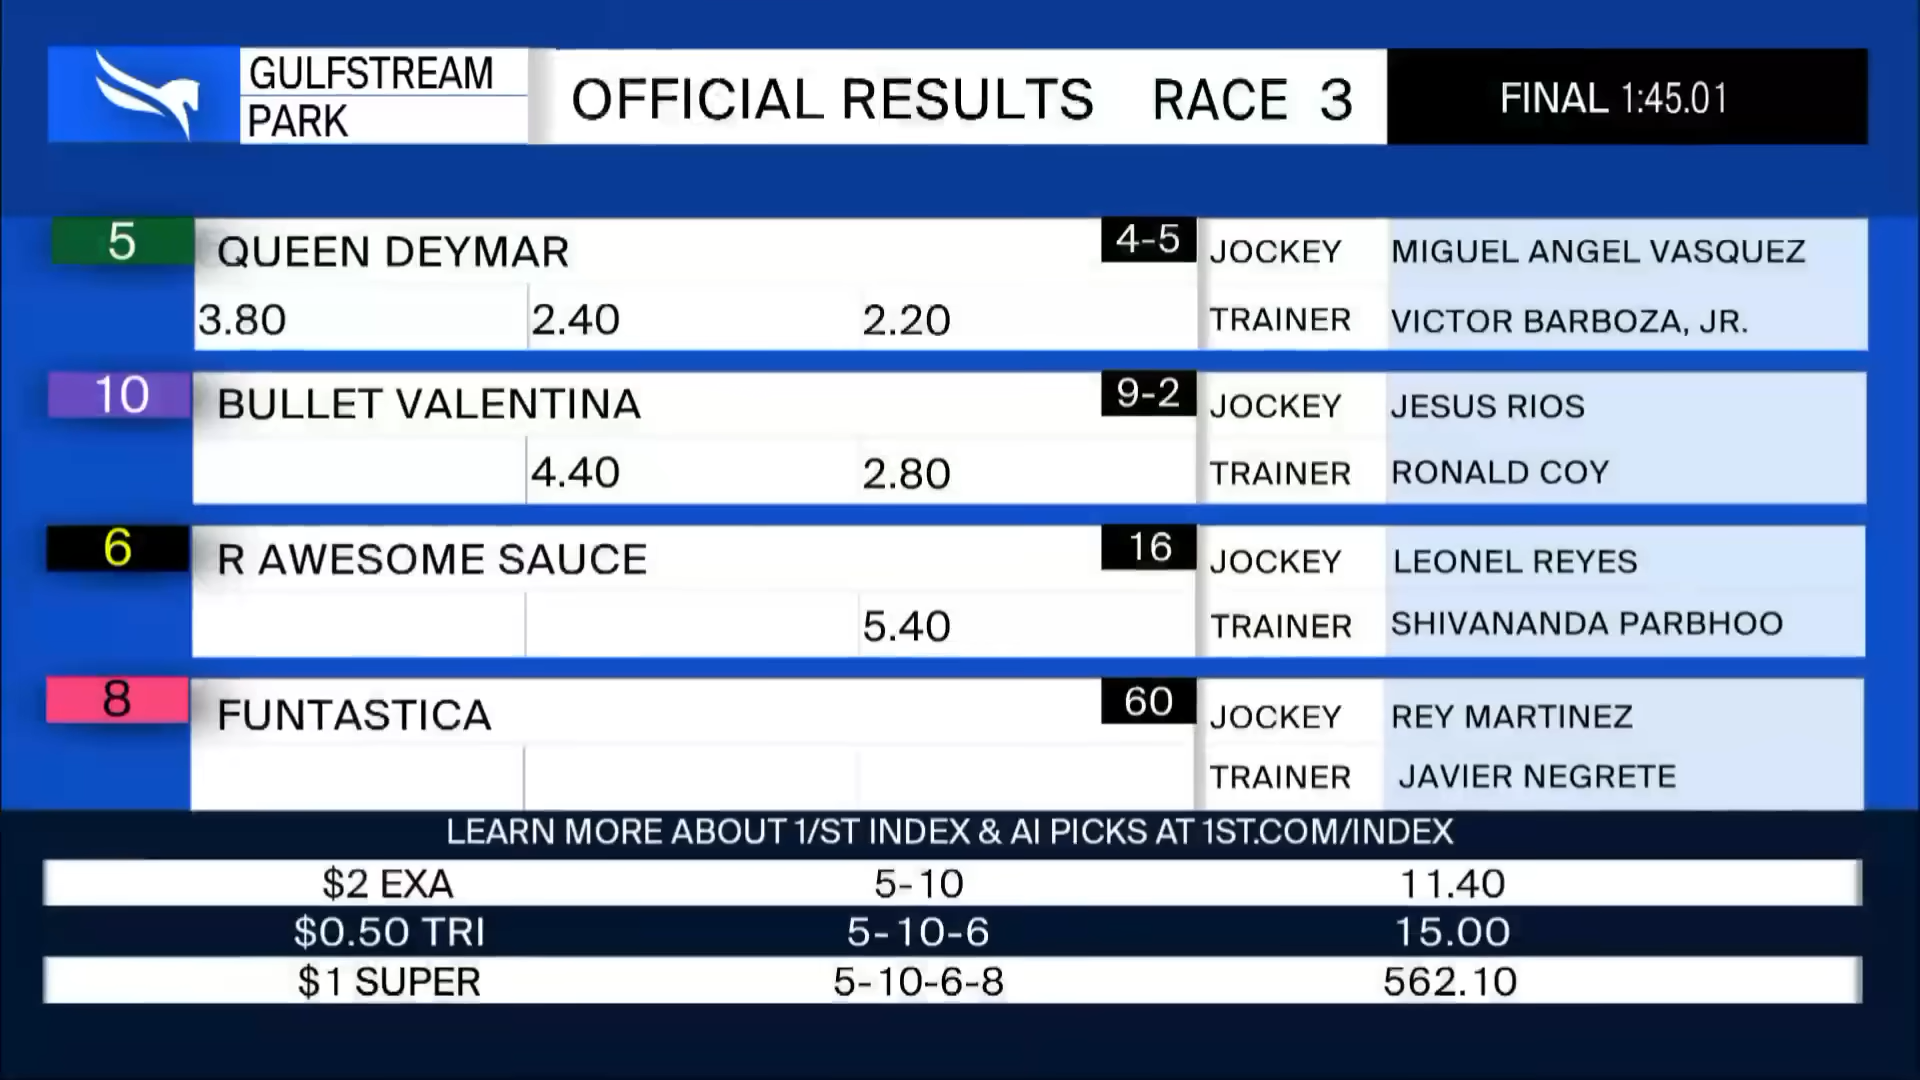 GULFSTREAM
PARK
OFFICIAL RESULTS RACE 3
FINAL 1:45.01
5 QUEEN DEYMAR 4-5 JOCKEY MIGUEL ANGEL VASQUEZ
3.80 2.40 2.20 TRAINER VICTOR BARBOZA, JR.
10 BULLET VALENTINA 9-2 JOCKEY JESUS RIOS
4.40 2.80 TRAINER RONALD COY
6 R AWESOME SAUCE 16 JOCKEY LEONEL REYES
5.40 TRAINER SHIVANANDA PARBHOO
8 FUNTASTICA 60 JOCKEY REY MARTINEZ
TRAINER JAVIER NEGRETE
LEARN MORE ABOUT 1/ST INDEX & AI PICKS AT 1ST.COM/INDEX
$2 EXA 5-10 11.40
$0.50 TRI 5-10-6 15.00
$1 SUPER 5-10-6-8 562.10